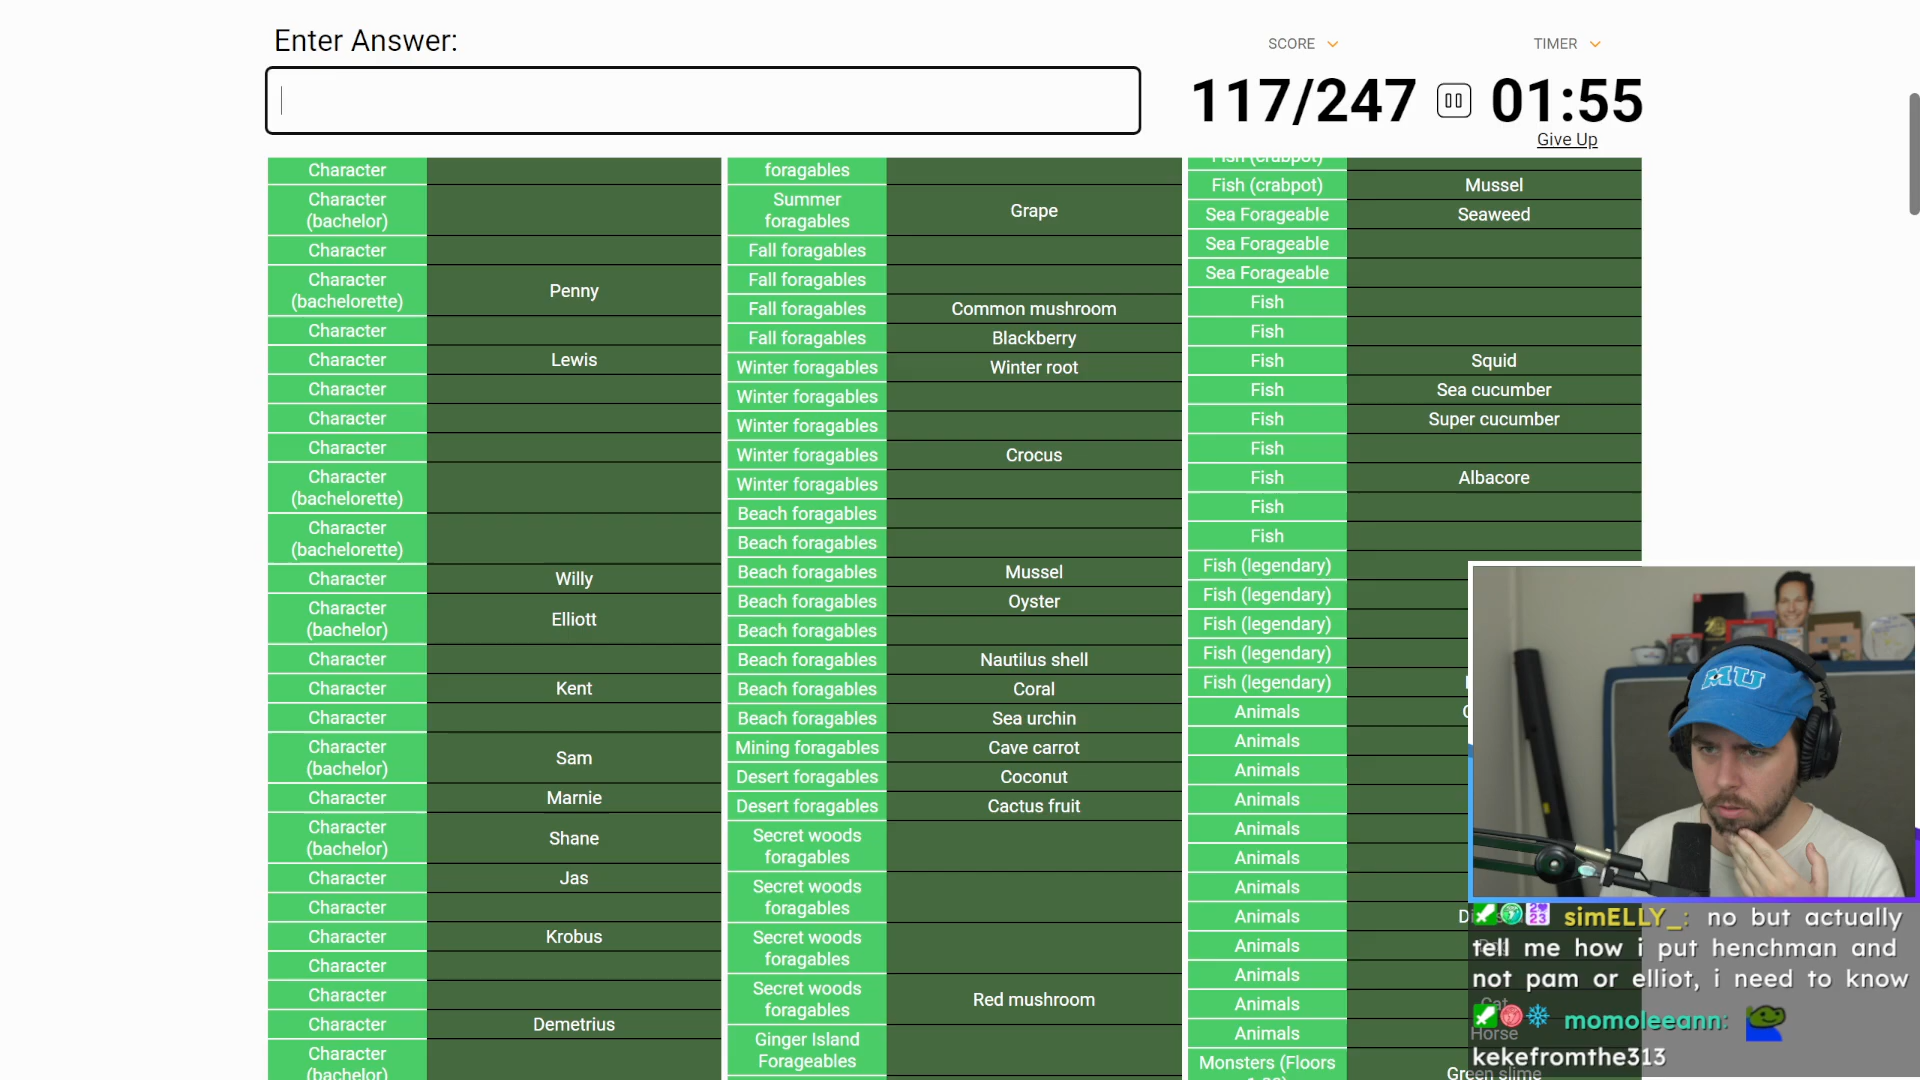 Enter Answer:
SCORE
TIMER
117/247
01:55
Give Up
Character
Character
(bachelor)
Character
Character
(bachelorette)
Penny
Character
Character
Lewis
Character
Character
Character
Character
(bachelorette)
Character
(bachelorette)
Character
Willy
Character
(bachelor)
Elliott
Character
Character
Kent
Character
Character
(bachelor)
Sam
Character
Marnie
Character
(bachelor)
Shane
Character
Jas
Character
Character
Krobus
Character
Character
Character
Demetrius
Character
(bachelor)
foragables
Summer
foragables
Grape
Fall foragables
Fall foragables
Fall foragables
Common mushroom
Fall foragables
Blackberry
Winter foragables
Winter root
Winter foragables
Winter foragables
Winter foragables
Crocus
Winter foragables
Beach foragables
Beach foragables
Beach foragables
Mussel
Beach foragables
Oyster
Beach foragables
Beach foragables
Nautilus shell
Beach foragables
Coral
Beach foragables
Sea urchin
Mining foragables
Cave carrot
Desert foragables
Coconut
Desert foragables
Cactus fruit
Secret woods
foragables
Secret woods
foragables
Secret woods
foragables
Secret woods
foragables
Red mushroom
Ginger Island
Forageables
Fish (crabpot)
Fish (crabpot)
Mussel
Sea Forageable
Seaweed
Sea Forageable
Sea Forageable
Fish
Fish
Fish
Squid
Fish
Sea cucumber
Fish
Super cucumber
Fish
Fish
Albacore
Fish
Fish
Fish (legendary)
Fish (legendary)
Fish (legendary)
Fish (legendary)
Fish (legendary)
Animals
Animals
Animals
Animals
Animals
Animals
Animals
Animals
Animals
Animals
Animals
Cat
Animals
Horse
Monsters (Floors
Green slime
MU
simELLY_: no but actually
tell me how i put henchman and
not pam or elliot, i need to know
momoleeann:
kekefromthe313